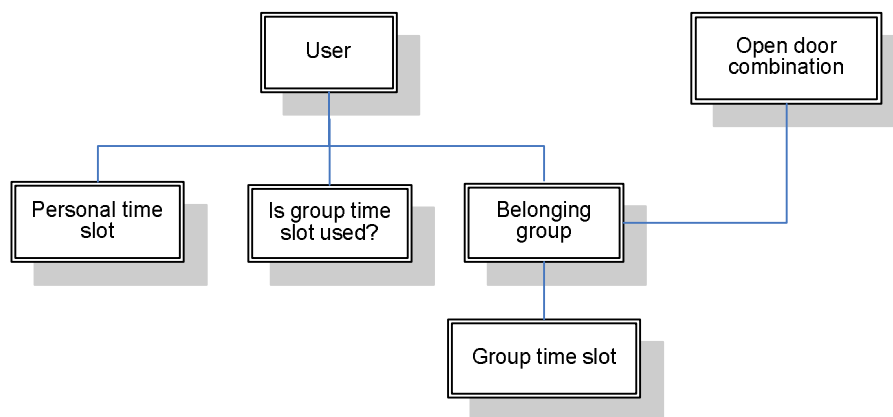 User
Open door
combination
Personal time
slot
Is group time
slot used?
Belonging
group
Group time slot